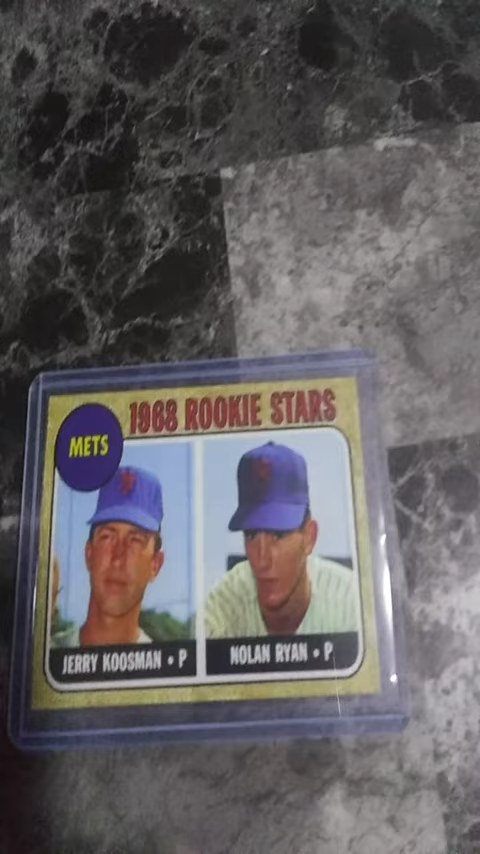 1968 ROOKIE STARS
METS
JERRY KOOSMAN • P
NOLAN RYAN • P